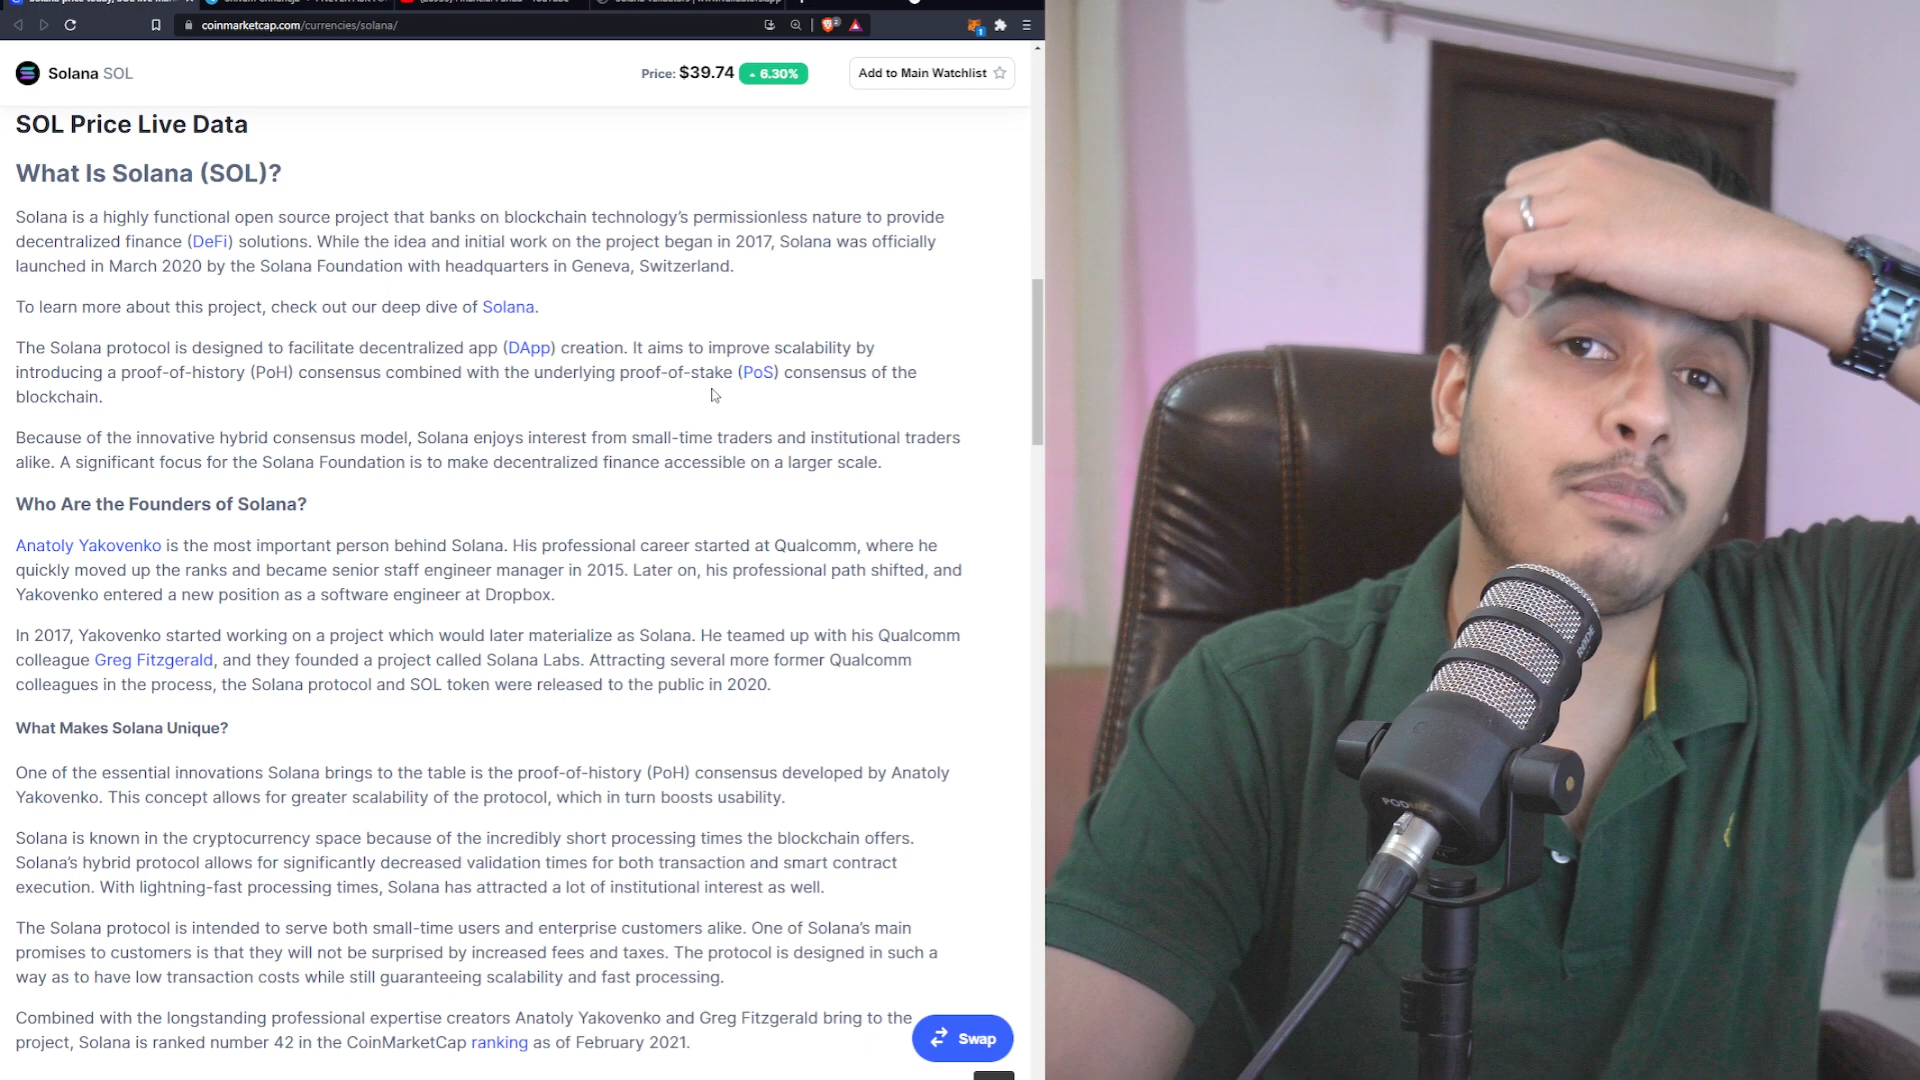 coinmarketcap.com/currencies/solana/
Solana SOL
Price: $39.74 6.30%
Add to Main Watchlist
SOL Price Live Data
What Is Solana (SOL)?
Solana is a highly functional open source project that banks on blockchain technology's permissionless nature to provide
decentralized finance (DeFi) solutions. While the idea and initial work on the project began in 2017, Solana was officially
launched in March 2020 by the Solana Foundation with headquarters in Geneva, Switzerland.
To learn more about this project, check out our deep dive of Solana.
The Solana protocol is designed to facilitate decentralized app (DApp) creation. It aims to improve scalability by
introducing a proof-of-history (PoH) consensus combined with the underlying proof-of-stake (PoS) consensus of the
blockchain.
Because of the innovative hybrid consensus model, Solana enjoys interest from small-time traders and institutional traders
alike. A significant focus for the Solana Foundation is to make decentralized finance accessible on a larger scale.
Who Are the Founders of Solana?
Anatoly Yakovenko is the most important person behind Solana. His professional career started at Qualcomm, where he
quickly moved up the ranks and became senior staff engineer manager in 2015. Later on, his professional path shifted, and
Yakovenko entered a new position as a software engineer at Dropbox.
In 2017, Yakovenko started working on a project which would later materialize as Solana. He teamed up with his Qualcomm
colleague Greg Fitzgerald, and they founded a project called Solana Labs. Attracting several more former Qualcomm
colleagues in the process, the Solana protocol and SOL token were released to the public in 2020.
What Makes Solana Unique?
One of the essential innovations Solana brings to the table is the proof-of-history (PoH) consensus developed by Anatoly
Yakovenko. This concept allows for greater scalability of the protocol, which in turn boosts usability.
Solana is known in the cryptocurrency space because of the incredibly short processing times the blockchain offers.
Solana's hybrid protocol allows for significantly decreased validation times for both transaction and smart contract
execution. With lightning-fast processing times, Solana has attracted a lot of institutional interest as well.
The Solana protocol is intended to serve both small-time users and enterprise customers alike. One of Solana's main
promises to customers is that they will not be surprised by increased fees and taxes. The protocol is designed in such a
way as to have low transaction costs while still guaranteeing scalability and fast processing.
Combined with the longstanding professional expertise creators Anatoly Yakovenko and Greg Fitzgerald bring to the
project, Solana is ranked number 42 in the CoinMarketCap ranking as of February 2021.
Swap
RØDE